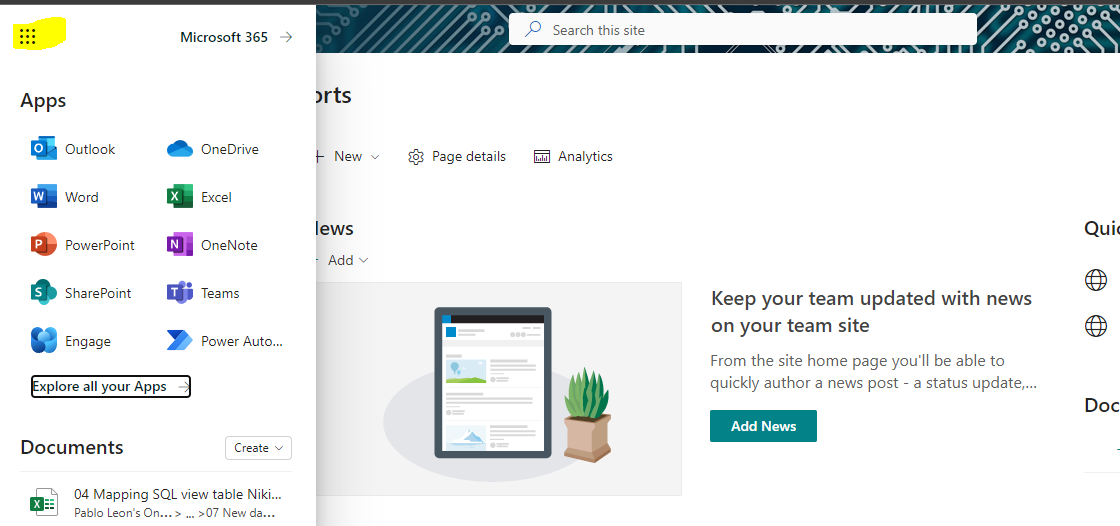 Microsoft 365
Search this site
Apps
orts
Outlook
OneDrive
New
Page details
Analytics
Word
Excel
PowerPoint
OneNote
News
Quic
Add
SharePoint
Teams
Keep your team updated with news
on your team site
Engage
Power Auto...
From the site home page you'll be able to
quickly author a news post - a status update,...
Explore all your Apps
Doc
Add News
Documents
Create
04 Mapping SQL view table Niki...
Pablo Leon's On... > ... >07 New da...